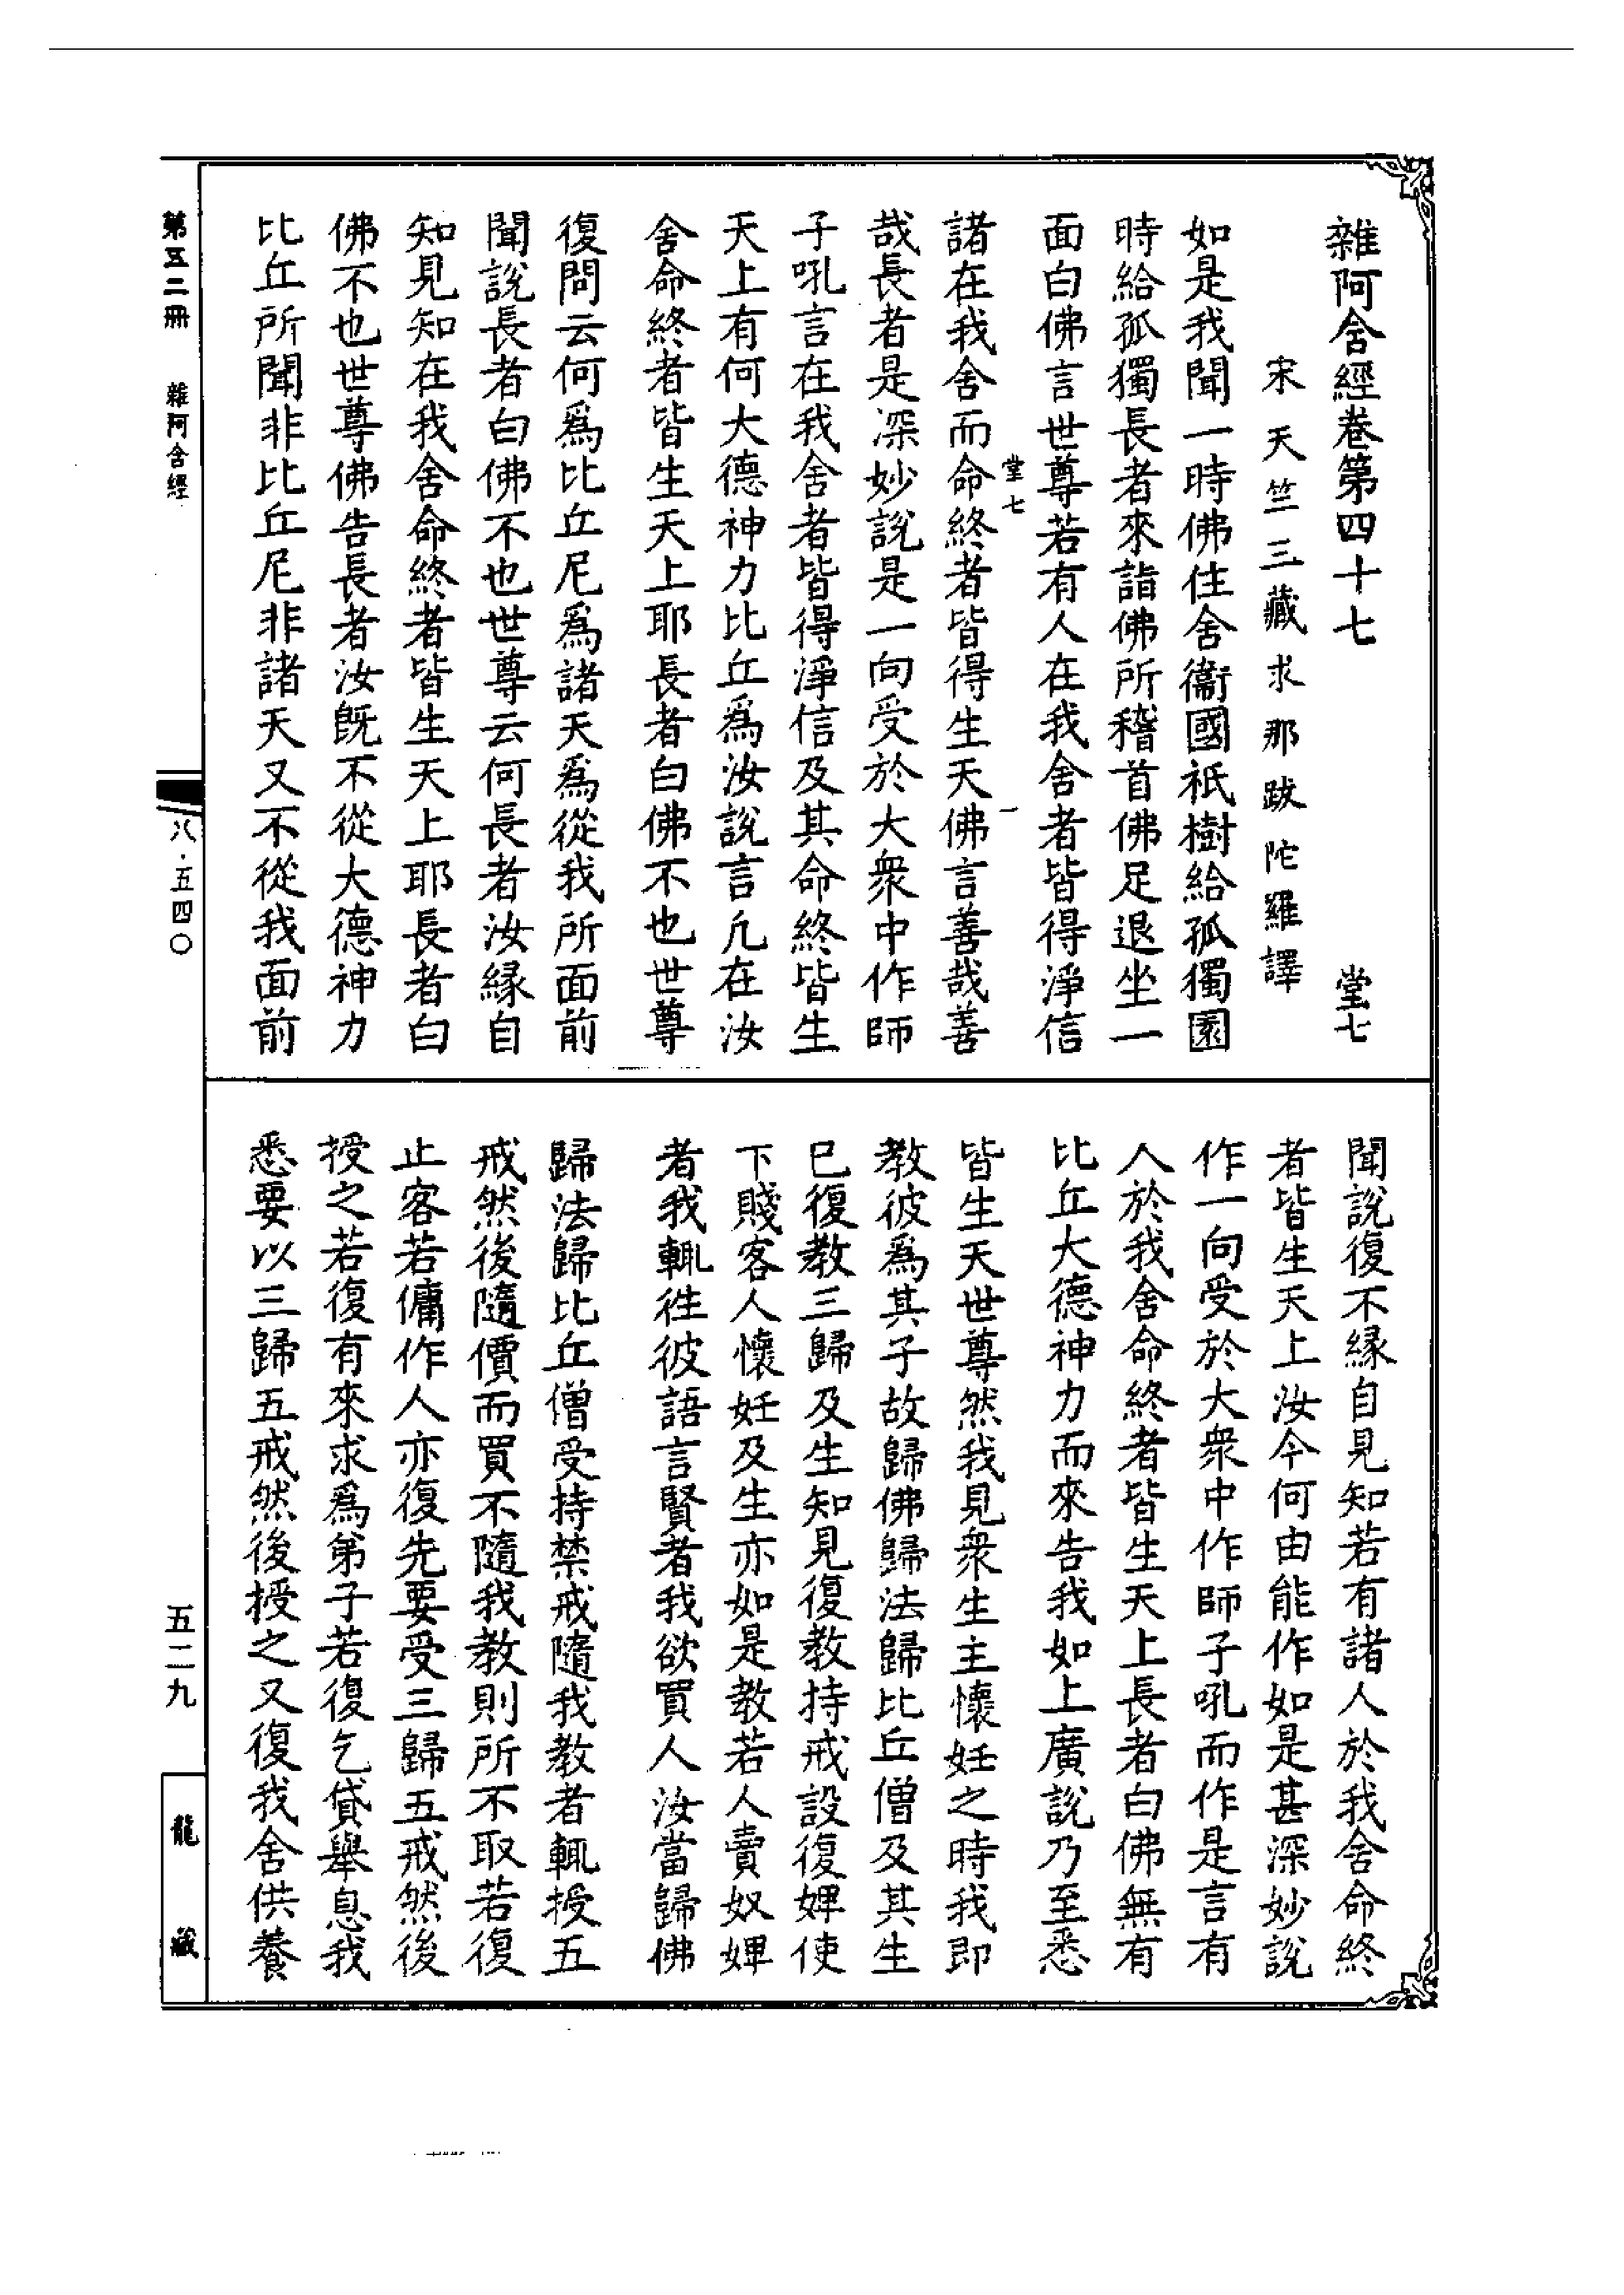 雜阿含經卷第四十七 堂七
宋天竺三藏求那跋陀羅譯
如是我聞一時佛住舍衞國祇樹給孤獨園
時給孤獨長者來詣佛所稽首佛足退坐一
面白佛言世尊若有人在我舍者皆得淨信
堂七 一
諸在我舍而命終者皆得生天佛言善哉善
哉長者是深妙說是一向受於大衆中作師
子吼言在我舍者皆得淨信及其命終皆生
天上有何大德神力比丘爲汝說言凡在汝
舍命終者皆生天上耶長者白佛不也世尊
復問云何爲比丘尼爲諸天爲從我所面前
聞說長者白佛不也世尊云何長者汝緣自
知見知在我舍命終者皆生天上耶長者白
佛不也世尊佛告長者汝旣不從大德神力
比丘所聞非比丘尼非諸天又不從我面前
聞說復不緣自見知若有諸人於我舍命終
者皆生天上汝今何由能作如是甚深妙說
作一向受於大衆中作師子吼而作是言有
人於我舍命終者皆生天上長者白佛無有
比丘大德神力而來告我如上廣說乃至悉
皆生天世尊然我見衆生主懷妊之時我即
教彼爲其子故歸佛歸法歸比丘僧及其生
已復教三歸及生知見復教持戒設復婢使
下賤客人懷妊及生亦如是教若人賣奴婢
者我輒往彼語言賢者我欲買人汝當歸佛
歸法歸比丘僧受持禁戒隨我教者輒授五
戒然後隨價而買不隨我教則所不取若復
止客若傭作人亦復先要受三歸五戒然後
授之若復有來求爲弟子若復乞貸舉息我
悉要以三歸五戒然後授之又復我舍供養
第五二冊 雜阿含經
八·五四〇
五二九
龍藏